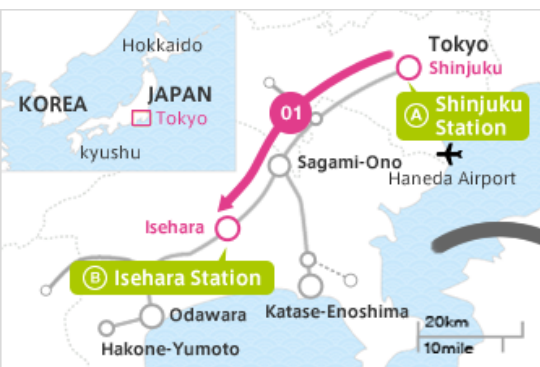 Hokkaido
KOREA
JAPAN
Tokyo
kyushu
Tokyo
Shinjuku
A Shinjuku
Station
01
Sagami-Ono
Haneda Airport
Isehara
B Isehara Station
Odawara
Katase-Enoshima
Hakone-Yumoto
20km
10mile